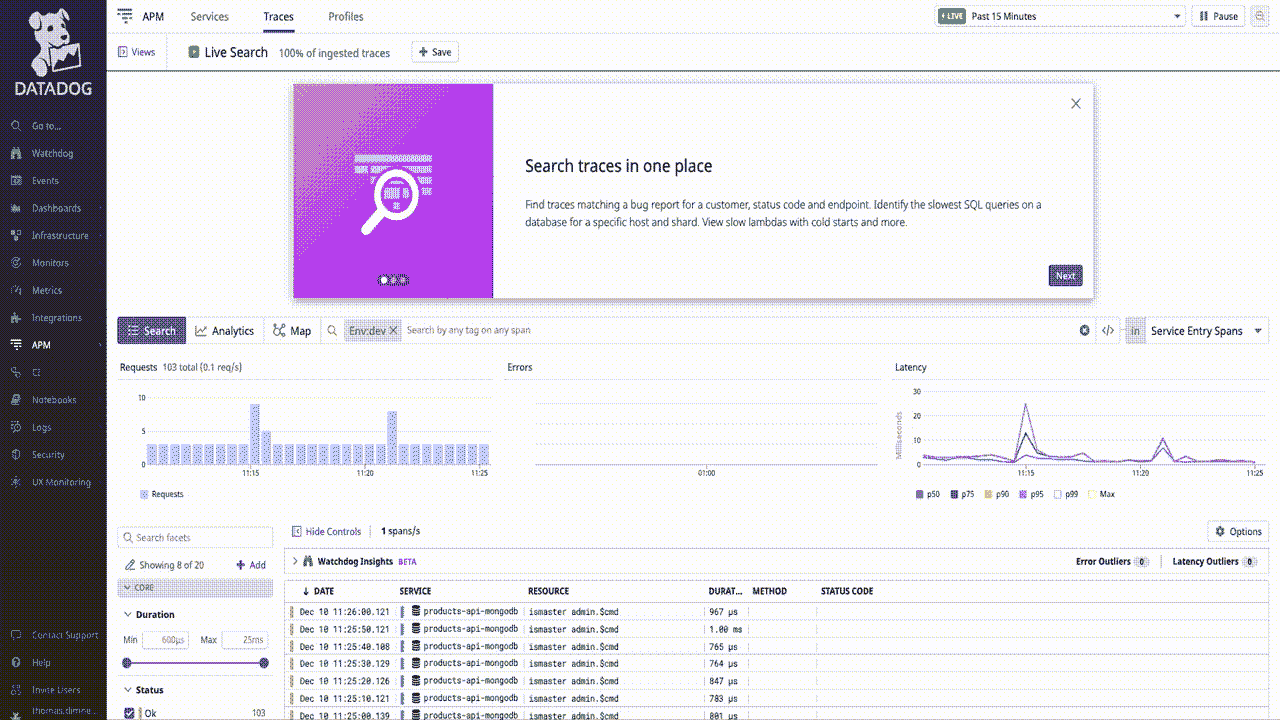 DATADOG
Go to...
Watchdog
Events
Dashboards
Infrastructure
Monitors
Metrics
Integrations
APM
CI
Notebooks
Logs
Security
UX Monitoring
Contact Support
Help
Invite Users
APM Services Traces Profiles
LIVE Past 15 Minutes Pause
Views Live Search 100% of ingested traces Save
Search traces in one place
Find traces matching a bug report for a customer, status code and endpoint. Identify the slowest SQL queries on a
database for a specific host and shard. View slow lambdas with cold starts and more.
Next
Search Analytics Map Env:dev Search by any tag on any span </> in Service Entry Spans
Requests 103 total (0.1 req/s)
10
5
0
11:15 11:20 11:25
Requests
Errors
01:00
Latency
Milliseconds
30
20
10
0
11:15 11:20 11:25
p50 p75 p90 p95 p99 Max
Search facets
Showing 8 of 20 Add
CORE
Duration
Min 600µs Max 25ms
Status
Ok 103
Hide Controls 1 spans/s Options
Watchdog Insights BETA Error Outliers 0 Latency Outliers 0
DATE SERVICE RESOURCE DURAT... METHOD STATUS CODE
Dec 10 11:26:00.121 products-api-mongodb ismaster admin.$cmd 967 µs
Dec 10 11:25:50.121 products-api-mongodb ismaster admin.$cmd 1.00 ms
Dec 10 11:25:40.108 products-api-mongodb ismaster admin.$cmd 765 µs
Dec 10 11:25:30.129 products-api-mongodb ismaster admin.$cmd 764 µs
Dec 10 11:25:20.126 products-api-mongodb ismaster admin.$cmd 847 µs
Dec 10 11:25:10.121 products-api-mongodb ismaster admin.$cmd 783 µs
Dec 10 11:25:00.139 products-api-mongodb ismaster admin.$cmd 801 µs